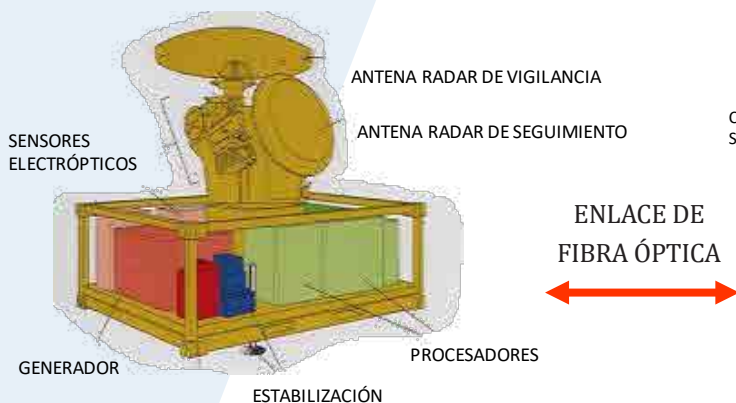 ANTENA RADAR DE VIGILANCIA
ANTENA RADAR DE SEGUIMIENTO
SENSORES
ELECTRÓPTICOS
ENLACE DE
FIBRA ÓPTICA
GENERADOR
PROCESADORES
ESTABILIZACIÓN